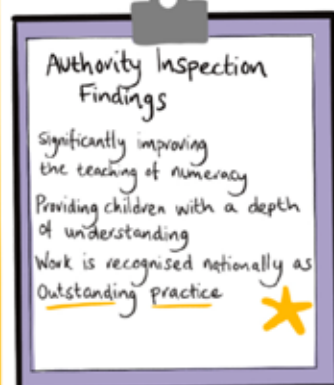 Authority Inspection
Findings
Significantly improving
the teaching of numeracy
Providing children with a depth
of understanding
Work is recognised nationally as
Outstanding practice